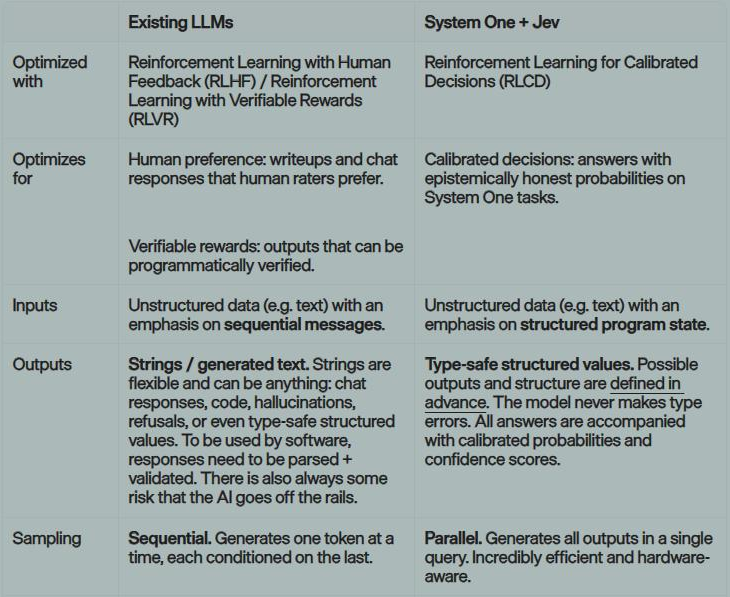 Existing LLMs
System One + Jev
Optimized
with
Reinforcement Learning with Human
Feedback (RLHF) / Reinforcement
Learning with Verifiable Rewards
(RLVR)
Reinforcement Learning for Calibrated
Decisions (RLCD)
Optimizes
for
Human preference: writeups and chat
responses that human raters prefer.
Verifiable rewards: outputs that can be
programmatically verified.
Calibrated decisions: answers with
epistemically honest probabilities on
System One tasks.
Inputs
Unstructured data (e.g. text) with an
emphasis on sequential messages.
Unstructured data (e.g. text) with an
emphasis on structured program state.
Outputs
Strings / generated text. Strings are
flexible and can be anything: chat
responses, code, hallucinations,
refusals, or even type-safe structured
values. To be used by software,
responses need to be parsed +
validated. There is also always some
risk that the AI goes off the rails.
Type-safe structured values. Possible
outputs and structure are defined in
advance. The model never makes type
errors. All answers are accompanied
with calibrated probabilities and
confidence scores.
Sampling
Sequential. Generates one token at a
time, each conditioned on the last.
Parallel. Generates all outputs in a single
query. Incredibly efficient and hardware-
aware.